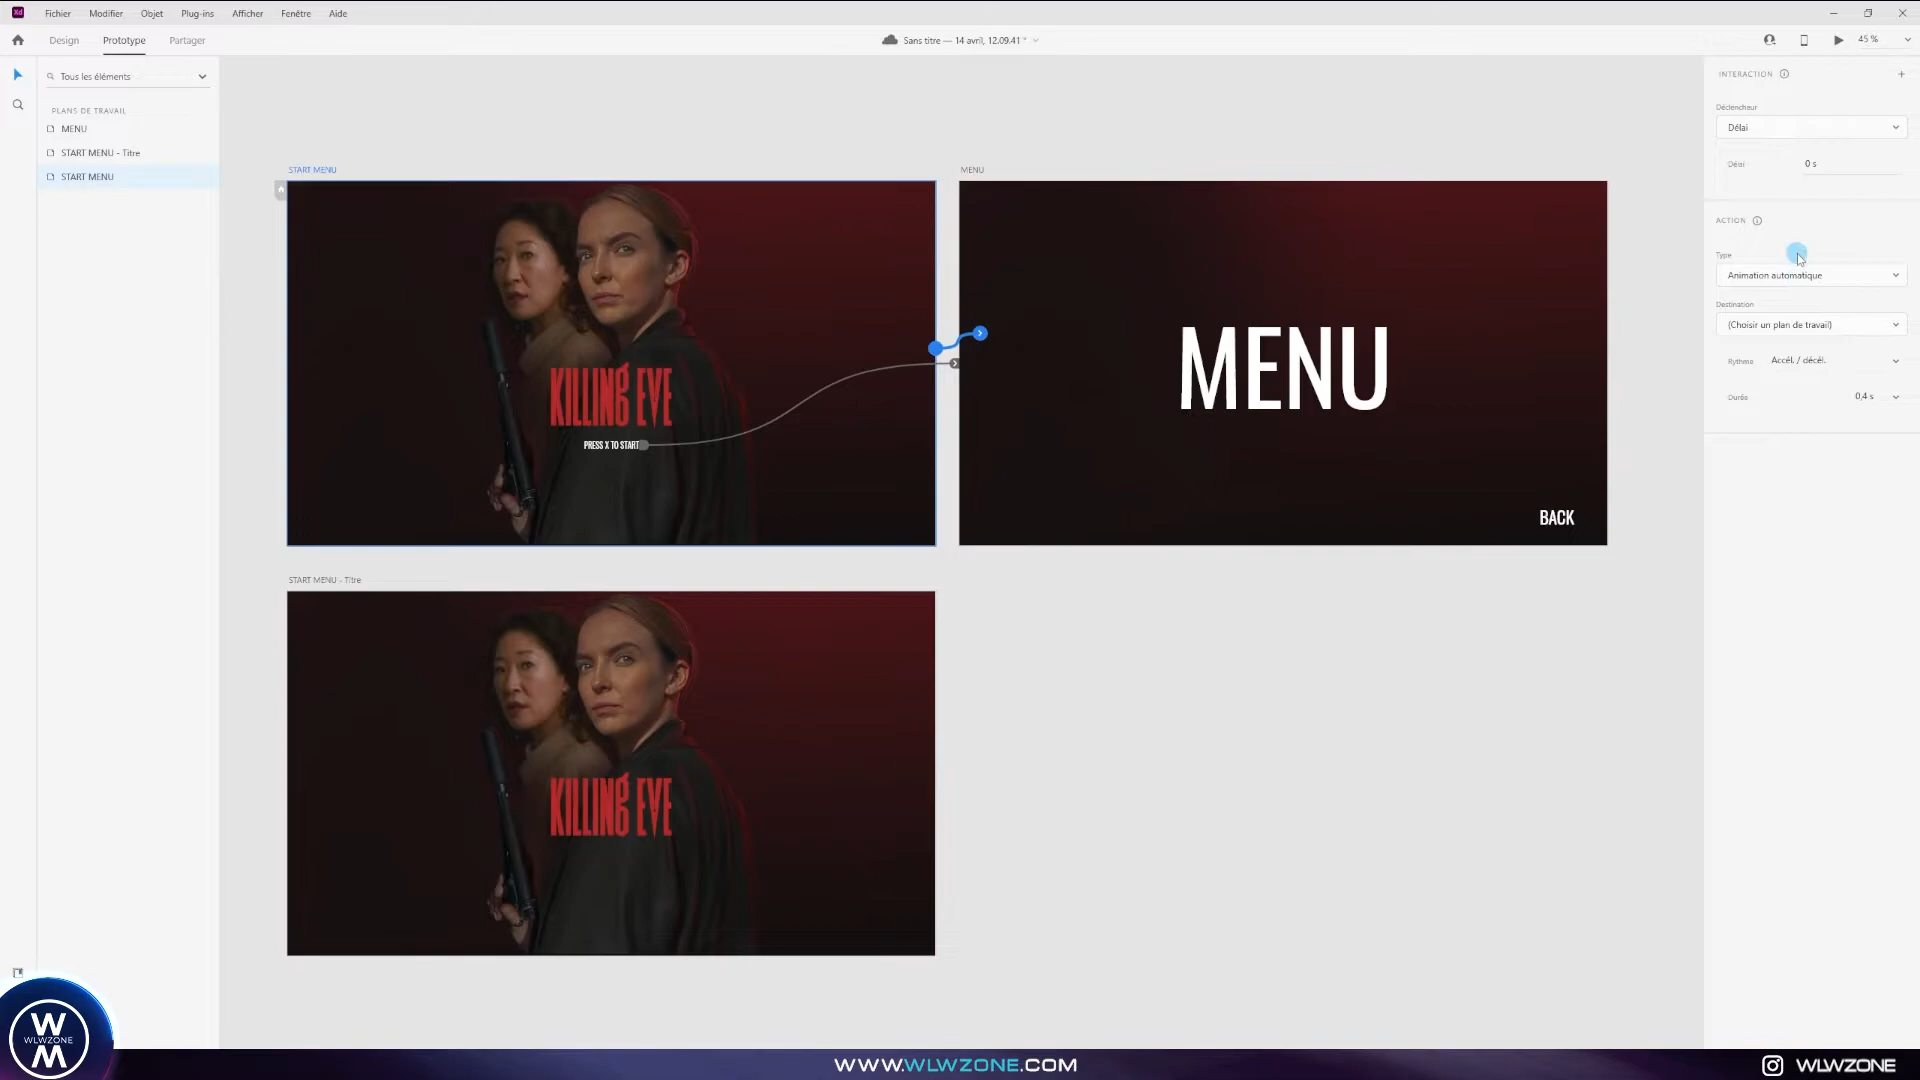 Xd
Fichier Modifier Objet Plug-ins Afficher Fenêtre Aide
Design Prototype Partager
Sans titre — 14 avril, 12.09.41 *
45 %
Tous les éléments
PLANS DE TRAVAIL
MENU
START MENU - Titre
START MENU
START MENU
KILLING EVE
PRESS X TO START
MENU
MENU
BACK
START MENU - Titre
KILLING EVE
INTERACTION
Déclencheur
Délai
Délai 0 s
ACTION
Type
Animation automatique
Destination
(Choisir un plan de travail)
Rythme Accél. / décél.
Durée 0,4 s
W
WLWZONE
M
WWW.WLWZONE.COM
WLWZONE